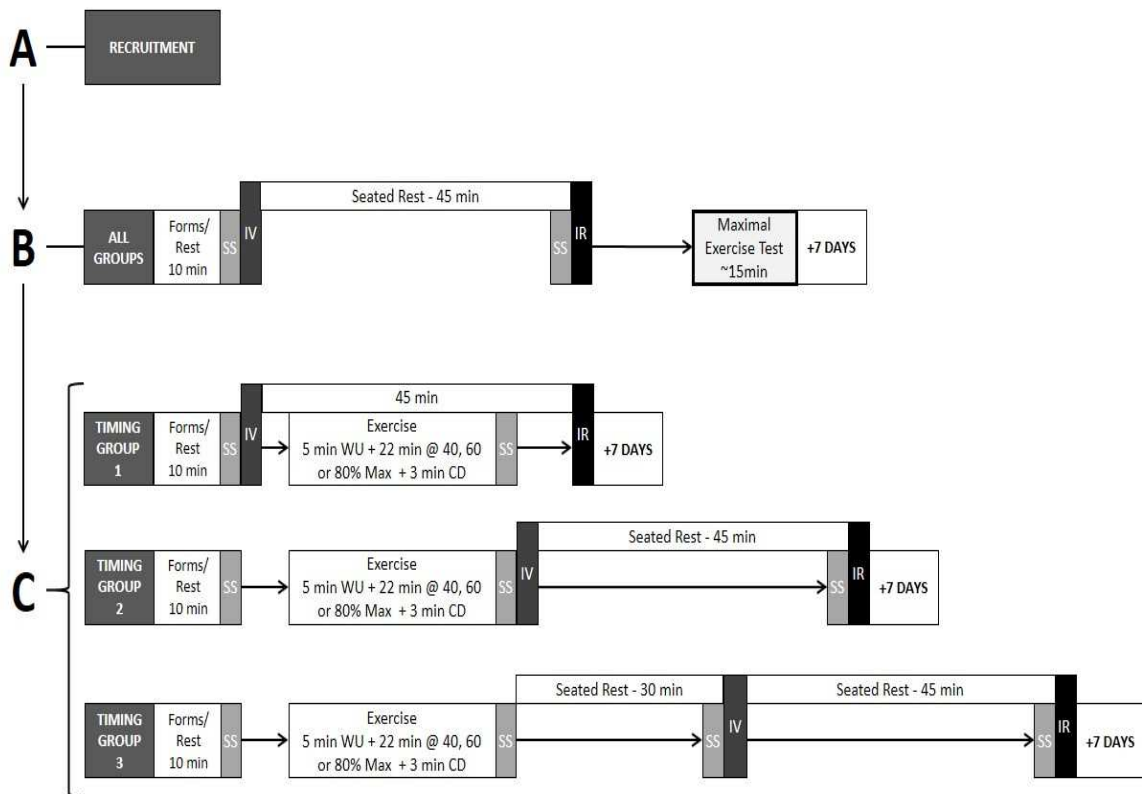 A
RECRUITMENT
Seated Rest - 45 min
B
ALL
GROUPS
Forms/
Rest
10 min
SS
IV
SS
IR
Maximal
Exercise Test
~15min
+7 DAYS
45 min
TIMING
GROUP
1
Forms/
Rest
10 min
SS
IV
Exercise
5 min WU + 22 min @ 40, 60
or 80% Max + 3 min CD
SS
IR
+7 DAYS
C
Seated Rest - 45 min
TIMING
GROUP
2
Forms/
Rest
10 min
SS
Exercise
5 min WU + 22 min @ 40, 60
or 80% Max + 3 min CD
SS
IV
SS
IR
+7 DAYS
Seated Rest - 30 min
Seated Rest - 45 min
TIMING
GROUP
3
Forms/
Rest
10 min
SS
Exercise
5 min WU + 22 min @ 40, 60
or 80% Max + 3 min CD
SS
SS
IV
SS
IR
+7 DAYS